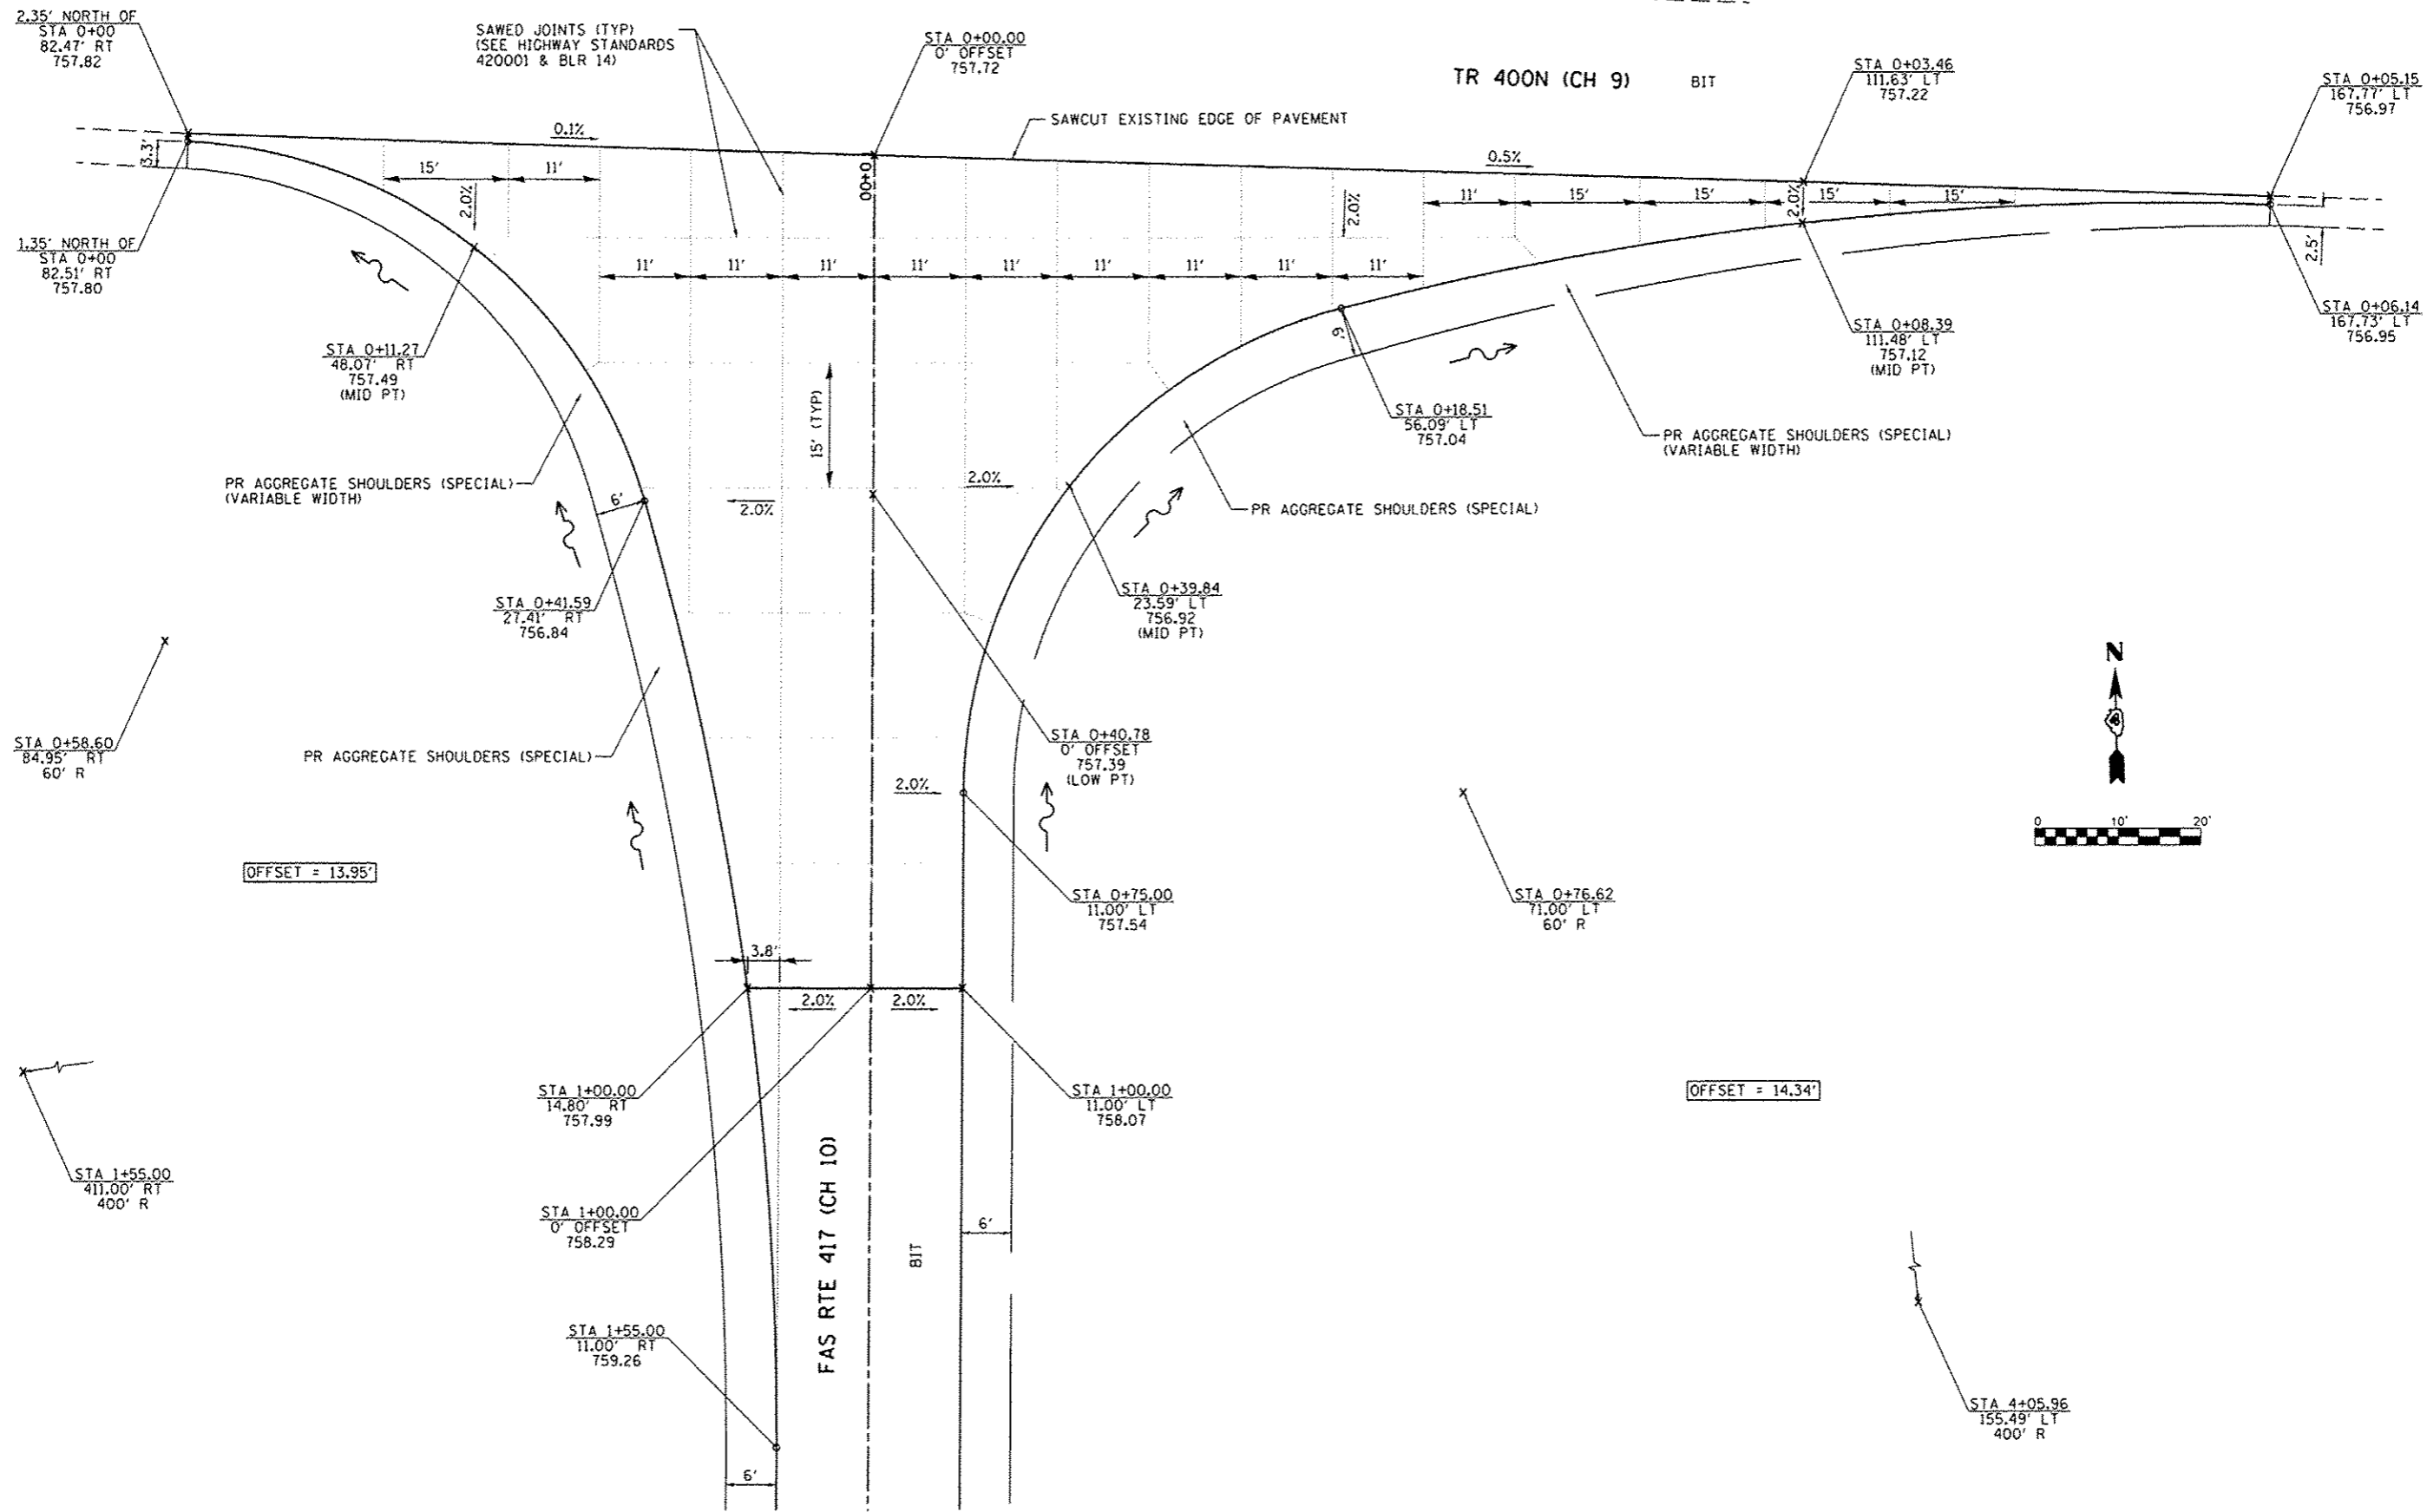 2.35' NORTH OF
STA 0+00
82.47' RT
757.82
SAWED JOINTS (TYP)
(SEE HIGHWAY STANDARDS
420001 & BLR 14)
STA 0+00.00
0' OFFSET
757.72
TR 400N (CH 9)
BIT
STA 0+03.46
111.63' LT
757.22
STA 0+05.15
167.77' LT
756.97
SAWCUT EXISTING EDGE OF PAVEMENT
0.1%
0.5%
3.3'
15'
11'
2.0%
0+00
2.0%
11'
15'
15'
2.0%
15'
15'
2.5'
1.35' NORTH OF
STA 0+00
82.51' RT
757.80
11'
11'
11'
11'
11'
11'
11'
11'
11'
STA 0+06.14
167.73' LT
756.95
STA 0+11.27
48.07' RT
757.49
(MID PT)
6'
STA 0+08.39
111.48' LT
757.12
(MID PT)
15' (TYP)
STA 0+18.51
56.09' LT
757.04
PR AGGREGATE SHOULDERS (SPECIAL)
(VARIABLE WIDTH)
PR AGGREGATE SHOULDERS (SPECIAL)
(VARIABLE WIDTH)
6'
2.0%
2.0%
PR AGGREGATE SHOULDERS (SPECIAL)
STA 0+41.59
27.41' RT
756.84
STA 0+39.84
23.59' LT
756.92
(MID PT)
N
STA 0+58.60
84.95' RT
60' R
PR AGGREGATE SHOULDERS (SPECIAL)
STA 0+40.78
0' OFFSET
757.39
(LOW PT)
2.0%
0 10' 20'
OFFSET = 13.95'
STA 0+75.00
11.00' LT
757.54
STA 0+76.62
71.00' LT
60' R
3.8'
2.0%
2.0%
STA 1+00.00
14.80' RT
757.99
STA 1+00.00
11.00' LT
758.07
OFFSET = 14.34'
STA 1+55.00
411.00' RT
400' R
STA 1+00.00
0' OFFSET
758.29
FAS RTE 417 (CH 10)
BIT
6'
STA 1+55.00
11.00' RT
759.26
STA 4+05.96
155.49' LT
400' R
6'